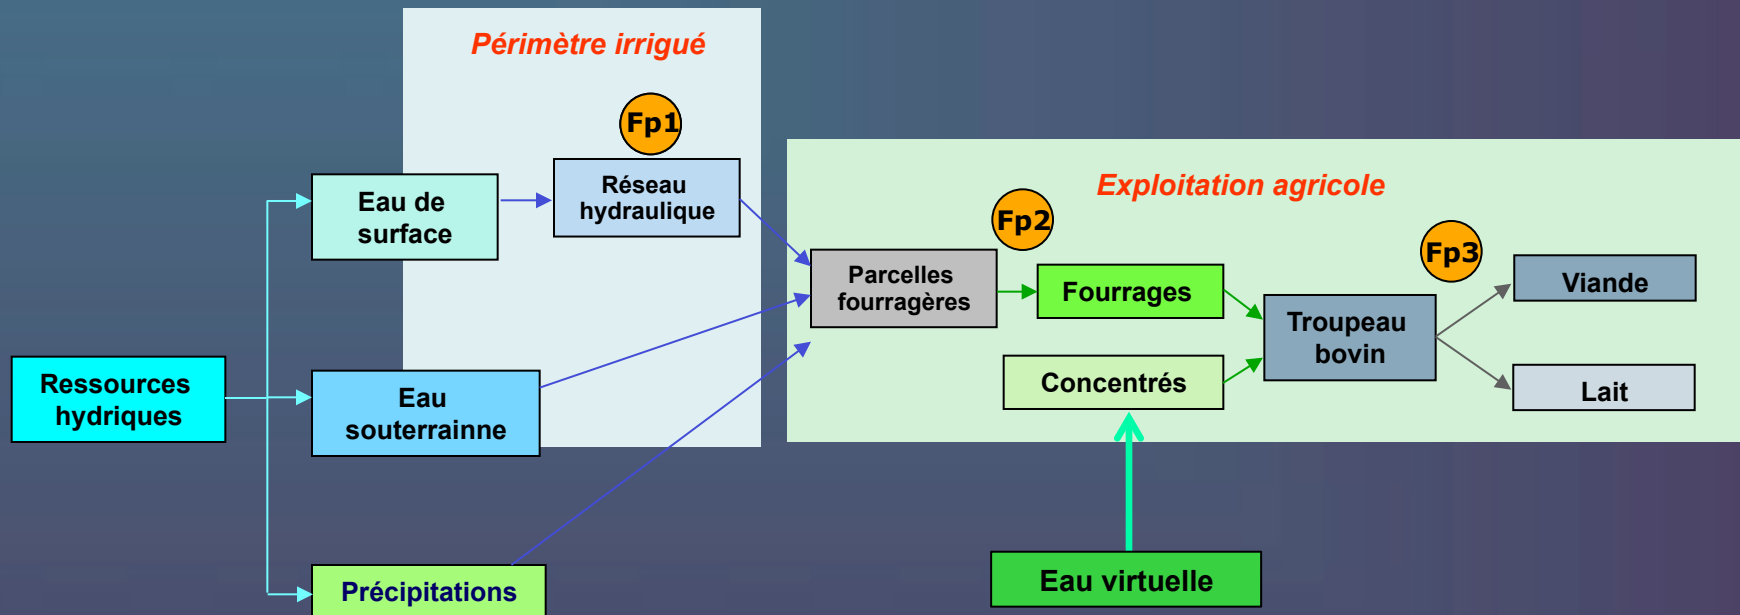 Périmètre irrigué
Fp1
Réseau
hydraulique
Eau de
surface
Exploitation agricole
Fp2
Fp3
Parcelles
fourragères
Fourrages
Viande
Troupeau
bovin
Concentrés
Lait
Ressources
hydriques
Eau
souterrainne
Eau virtuelle
Précipitations